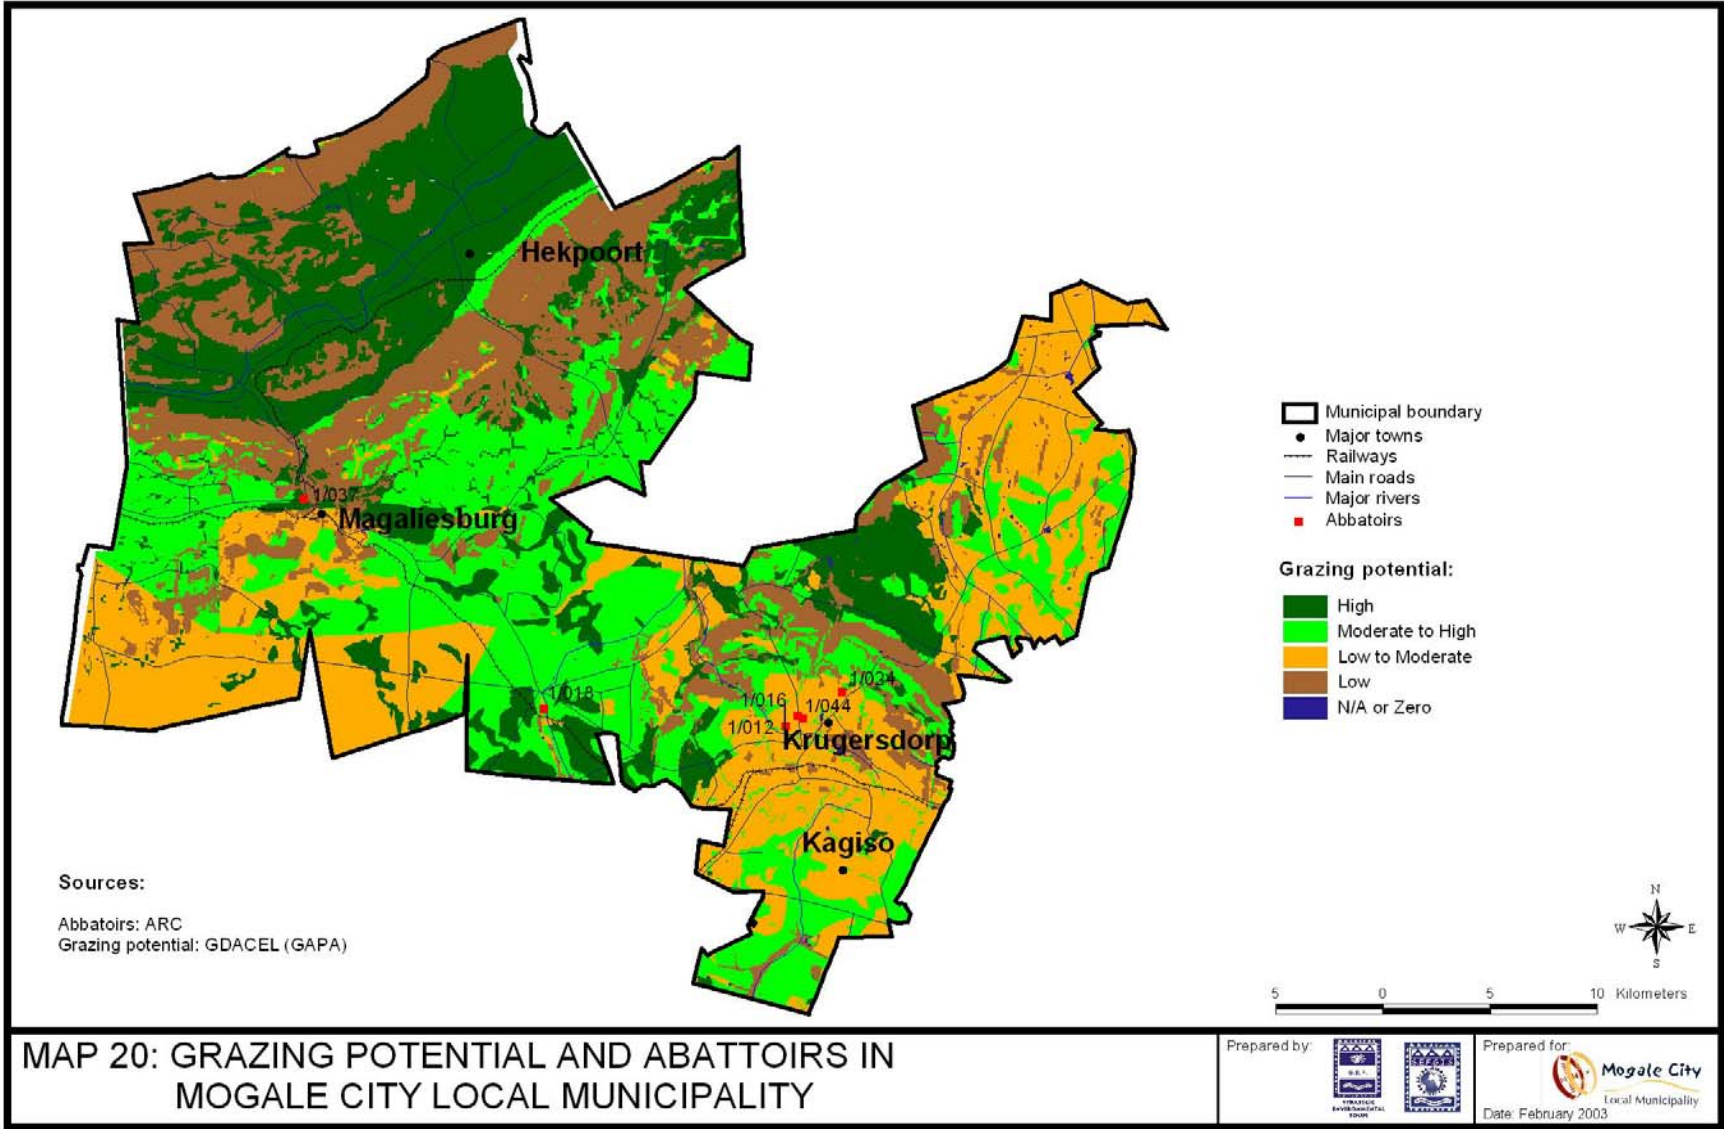 Hekpoort
1/037
Magaliesburg
1/018
1/034
1/016
1/044
1/012
Krugersdorp
Kagiso
Municipal boundary
Major towns
Railways
Main roads
Major rivers
Abbatoirs
Grazing potential:
High
Moderate to High
Low to Moderate
Low
N/A or Zero
Sources:
Abbatoirs: ARC
Grazing potential: GDACEL (GAPA)
N
W E
S
5 0 5 10 Kilometers
MAP 20: GRAZING POTENTIAL AND ABATTOIRS IN
MOGALE CITY LOCAL MUNICIPALITY
Prepared by:
Prepared for:
Mogale City
Local Municipality
Date: February 2003